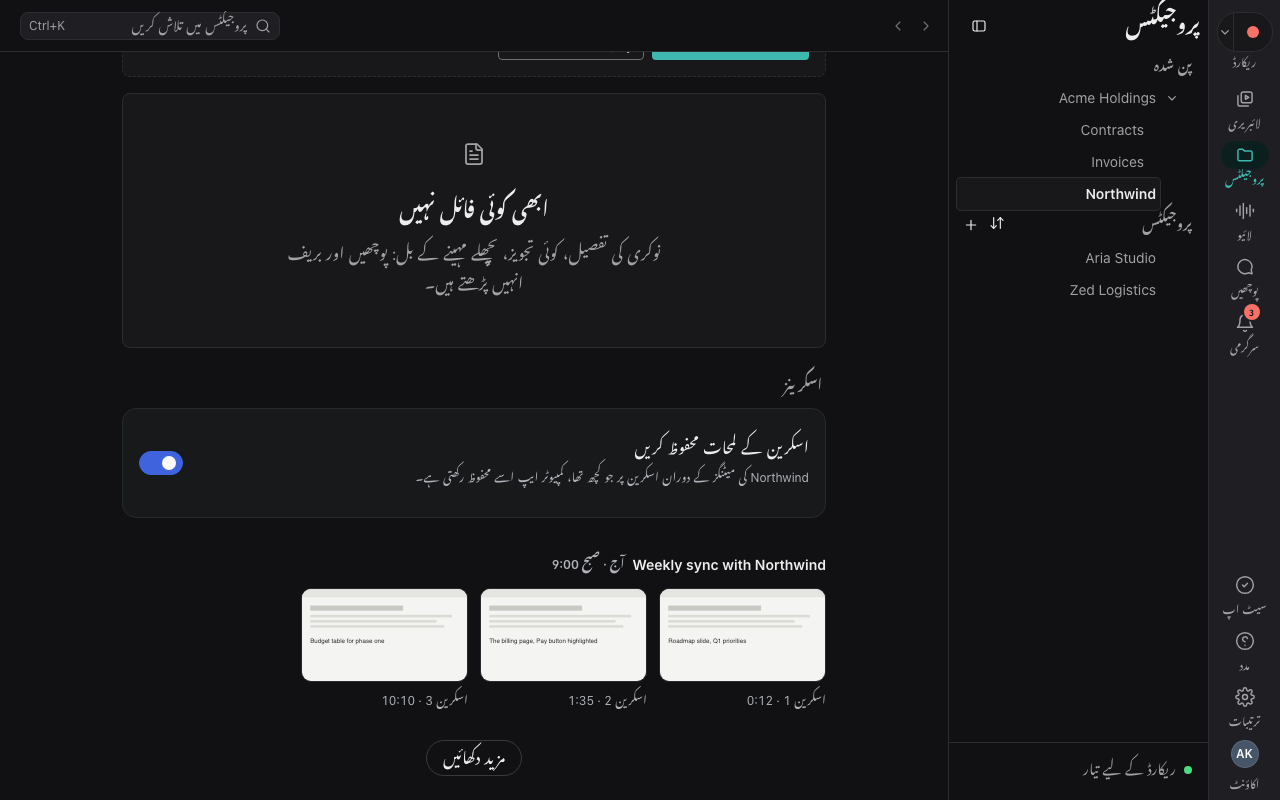 ریکارڈ
لائبریری
پروجیکٹس
لائیو
پوچھیں
3
سرگرمی
سیٹ اپ
مدد
ترتیبات
AK
اکاؤنٹ
پروجیکٹس
پن شدہ
Acme Holdings
Contracts
Invoices
Northwind
پروجیکٹس
Aria Studio
Zed Logistics
ریکارڈ کے لیے تیار
پروجیکٹس میں تلاش کریں
Ctrl+K
ابھی کوئی فائل نہیں
نوکری کی تفصیل، کوئی تجویز، پچھلے مہینے کے بل: پوچھیں اور بریف
انہیں پڑھتے ہیں۔
اسکرینز
اسکرین کے لمحات محفوظ کریں
Northwind کی میٹنگز کے دوران اسکرین پر جو کچھ تھا، کمپیوٹر ایپ اسے محفوظ رکھتی ہے۔
Weekly sync with Northwind آج · صبح 9:00
Roadmap slide, Q1 priorities
اسکرین 1 · 0:12
The billing page, Pay button highlighted
اسکرین 2 · 1:35
Budget table for phase one
اسکرین 3 · 10:10
مزید دکھائیں